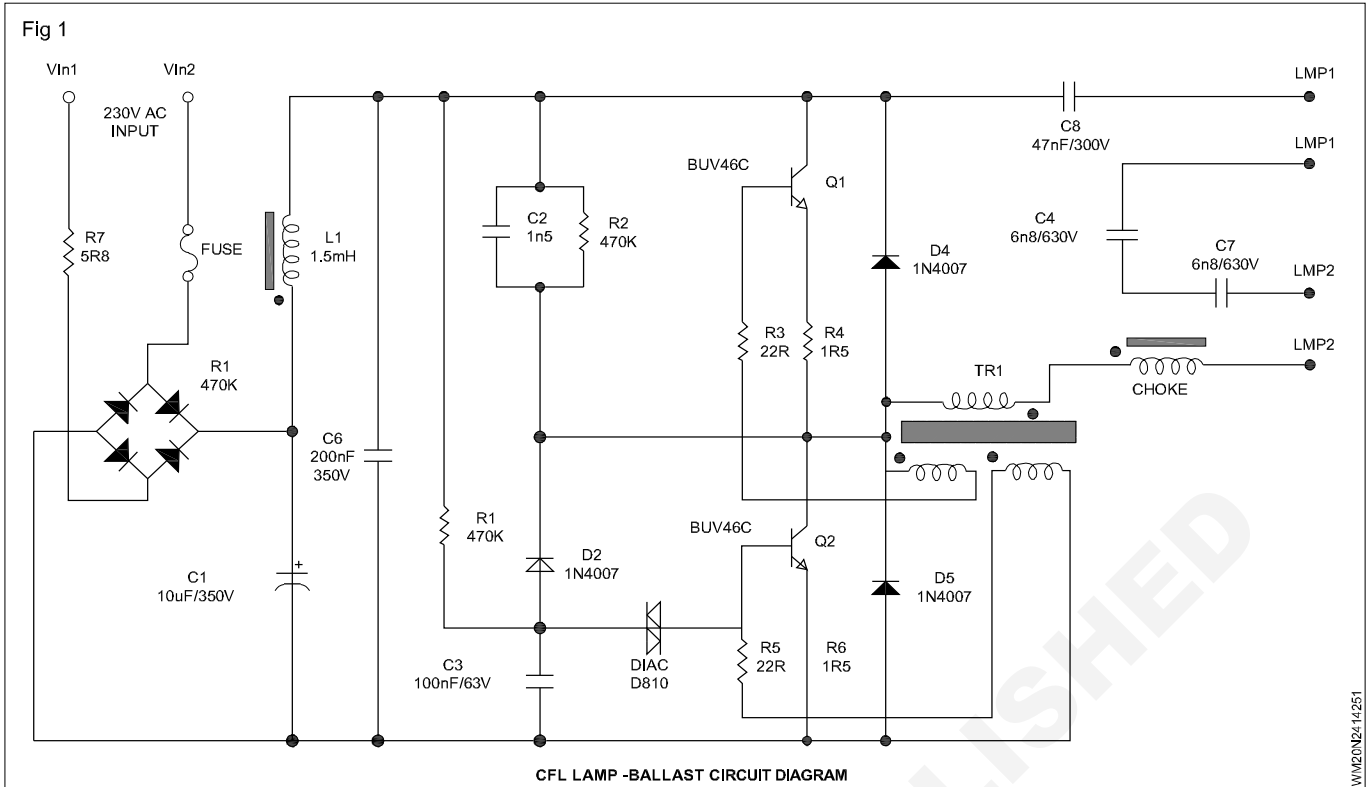 Fig 1
VIn1
VIn2
230V AC
INPUT
R7
5R8
FUSE
L1
1.5mH
R1
470K
C1
10uF/350V
+
C6
200nF
350V
R1
470K
C2
1n5
R2
470K
D2
1N4007
C3
100nF/63V
DIAC
D810
BUV46C
Q1
R3
22R
R4
1R5
BUV46C
Q2
R5
22R
R6
1R5
D4
1N4007
D5
1N4007
TR1
CHOKE
C8
47nF/300V
C4
6n8/630V
C7
6n8/630V
LMP1
LMP1
LMP2
LMP2
CFL LAMP -BALLAST CIRCUIT DIAGRAM
WM20N2414251
LISHED